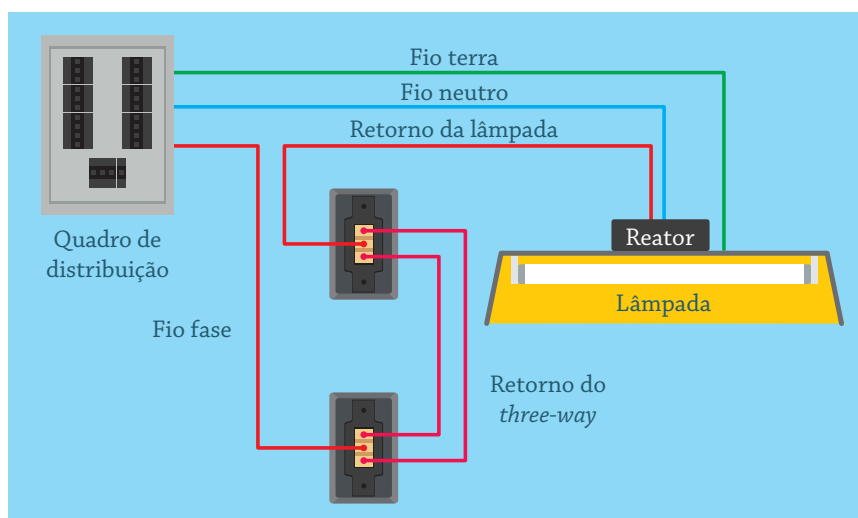 Fio terra
Fio neutro
Retorno da lâmpada
Quadro de
distribuição
Reator
Lâmpada
Fio fase
Retorno do
three-way